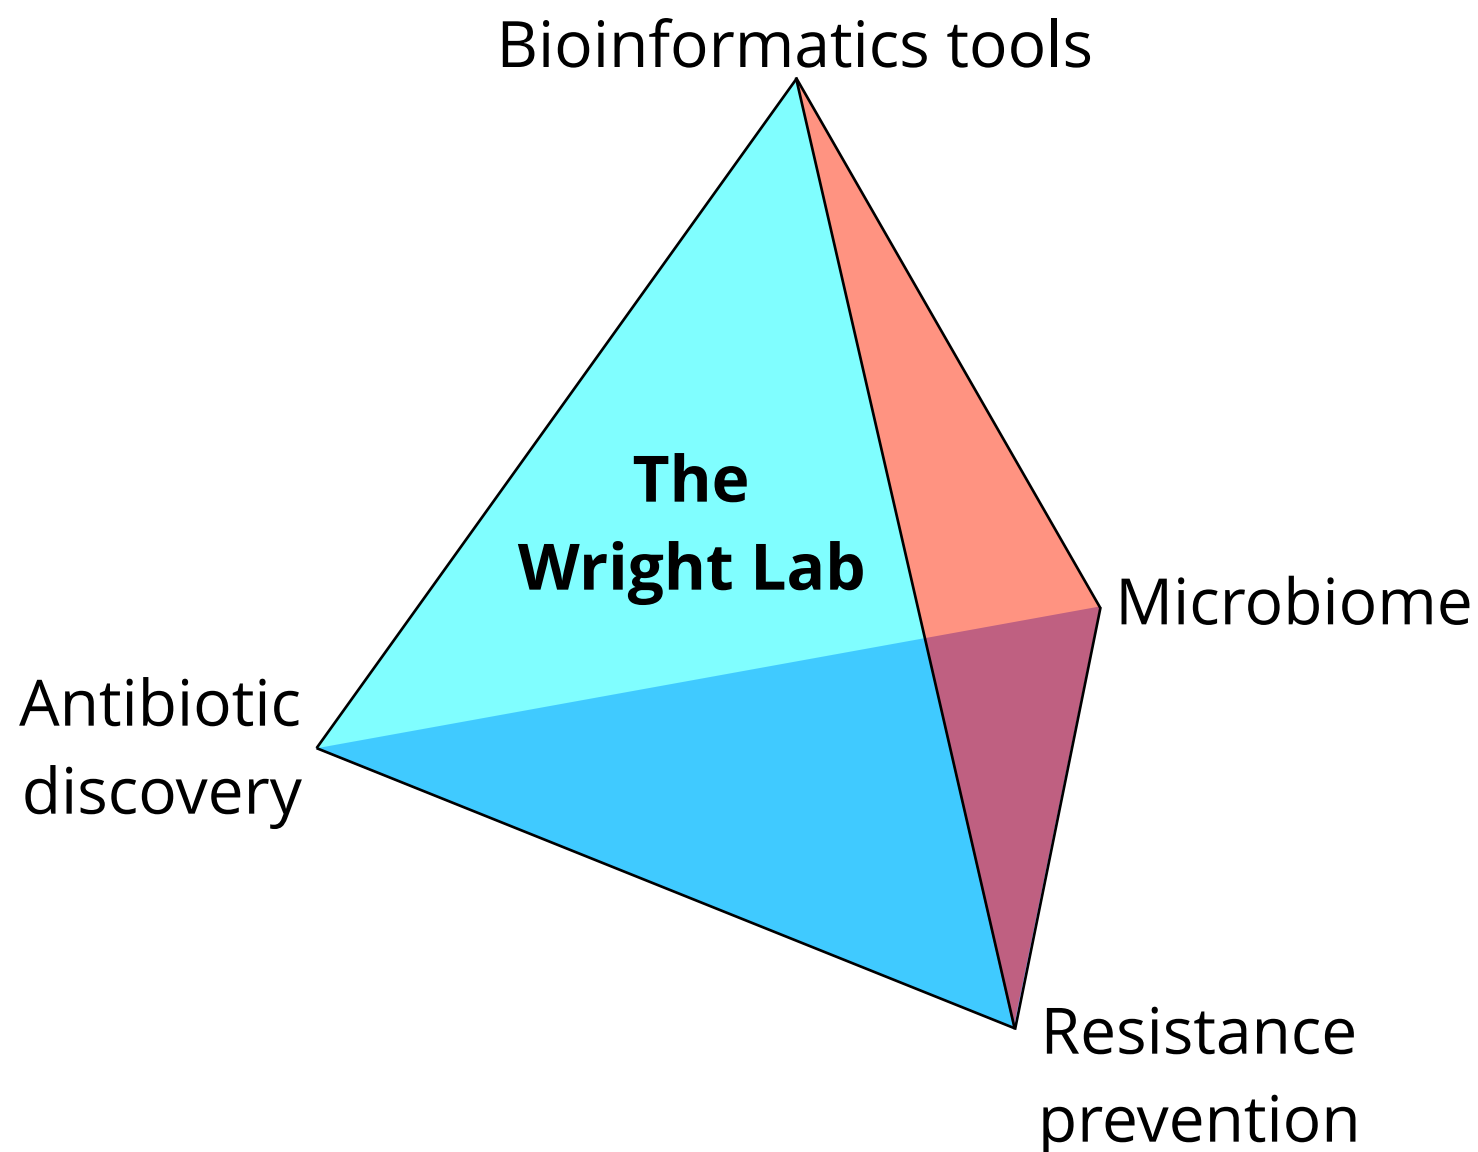 Bioinformatics tools
The
Wright Lab
Microbiome
Antibiotic
discovery
Resistance
prevention